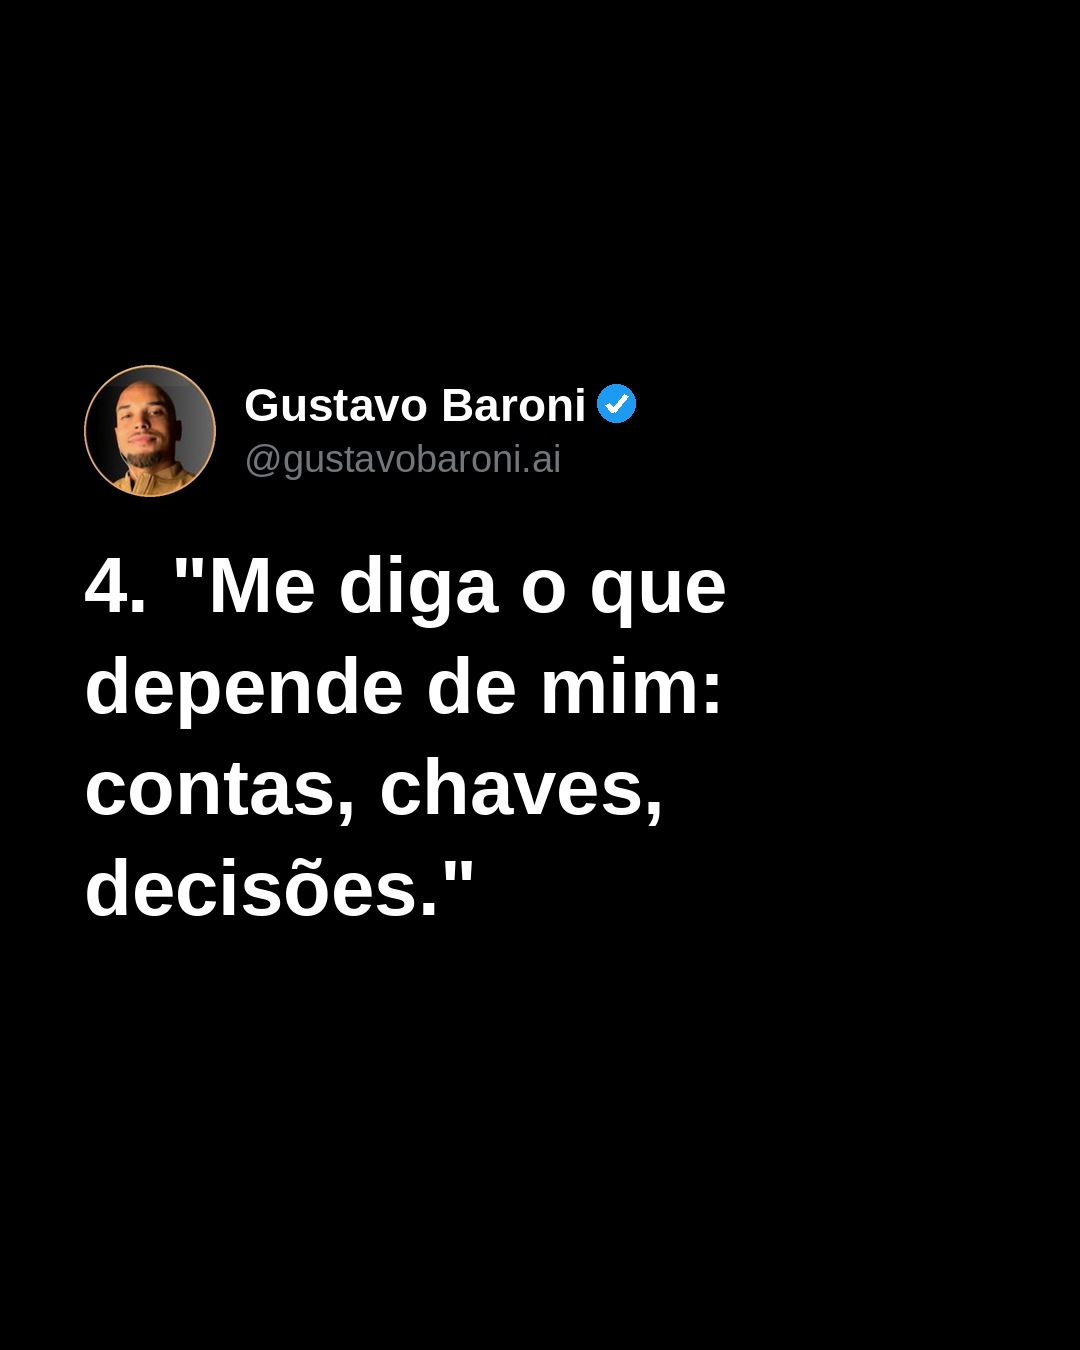 Gustavo Baroni
@gustavobaroni.ai
4. "Me diga o que
depende de mim:
contas, chaves,
decisões."